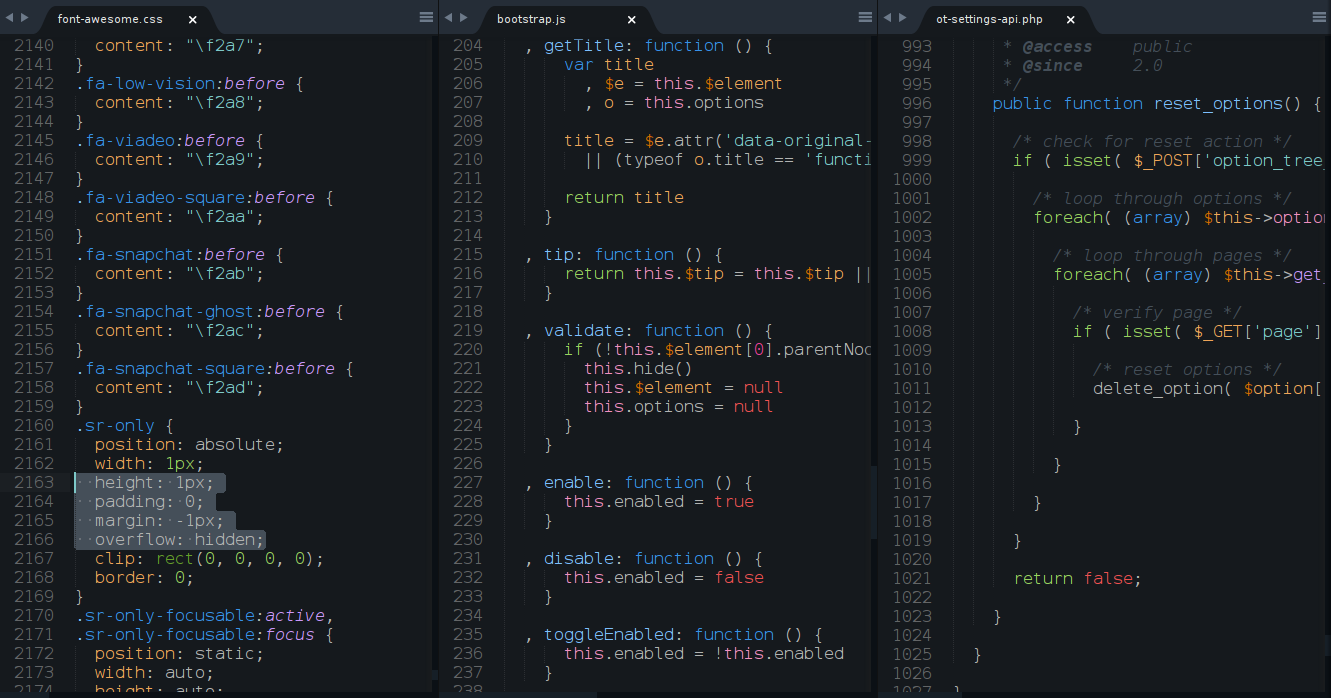 font-awesome.css ×
2140 content: "\f2a7";
2141 }
2142 .fa-low-vision:before {
2143 content: "\f2a8";
2144 }
2145 .fa-viadeo:before {
2146 content: "\f2a9";
2147 }
2148 .fa-viadeo-square:before {
2149 content: "\f2aa";
2150 }
2151 .fa-snapchat:before {
2152 content: "\f2ab";
2153 }
2154 .fa-snapchat-ghost:before {
2155 content: "\f2ac";
2156 }
2157 .fa-snapchat-square:before {
2158 content: "\f2ad";
2159 }
2160 .sr-only {
2161 position: absolute;
2162 width: 1px;
2163 height: 1px;
2164 padding: 0;
2165 margin: -1px;
2166 overflow: hidden;
2167 clip: rect(0, 0, 0, 0);
2168 border: 0;
2169 }
2170 .sr-only-focusable:active,
2171 .sr-only-focusable:focus {
2172 position: static;
2173 width: auto;
2174 height: auto;
bootstrap.js ×
204 , getTitle: function () {
205 var title
206 , $e = this.$element
207 , o = this.options
208
209 title = $e.attr('data-original-
210 || (typeof o.title == 'functi
211
212 return title
213 }
214
215 , tip: function () {
216 return this.$tip = this.$tip ||
217 }
218
219 , validate: function () {
220 if (!this.$element[0].parentNod
221 this.hide()
222 this.$element = null
223 this.options = null
224 }
225 }
226
227 , enable: function () {
228 this.enabled = true
229 }
230
231 , disable: function () {
232 this.enabled = false
233 }
234
235 , toggleEnabled: function () {
236 this.enabled = !this.enabled
237 }
238
ot-settings-api.php ×
993 * @access public
994 * @since 2.0
995 */
996 public function reset_options() {
997
998 /* check for reset action */
999 if ( isset( $_POST['option_tree_
1000
1001 /* loop through options */
1002 foreach( (array) $this->optio
1003
1004 /* loop through pages */
1005 foreach( (array) $this->get_
1006
1007 /* verify page */
1008 if ( isset( $_GET['page']
1009
1010 /* reset options */
1011 delete_option( $option[
1012
1013 }
1014
1015 }
1016
1017 }
1018
1019 }
1020
1021 return false;
1022
1023 }
1024
1025 }
1026
1027 }